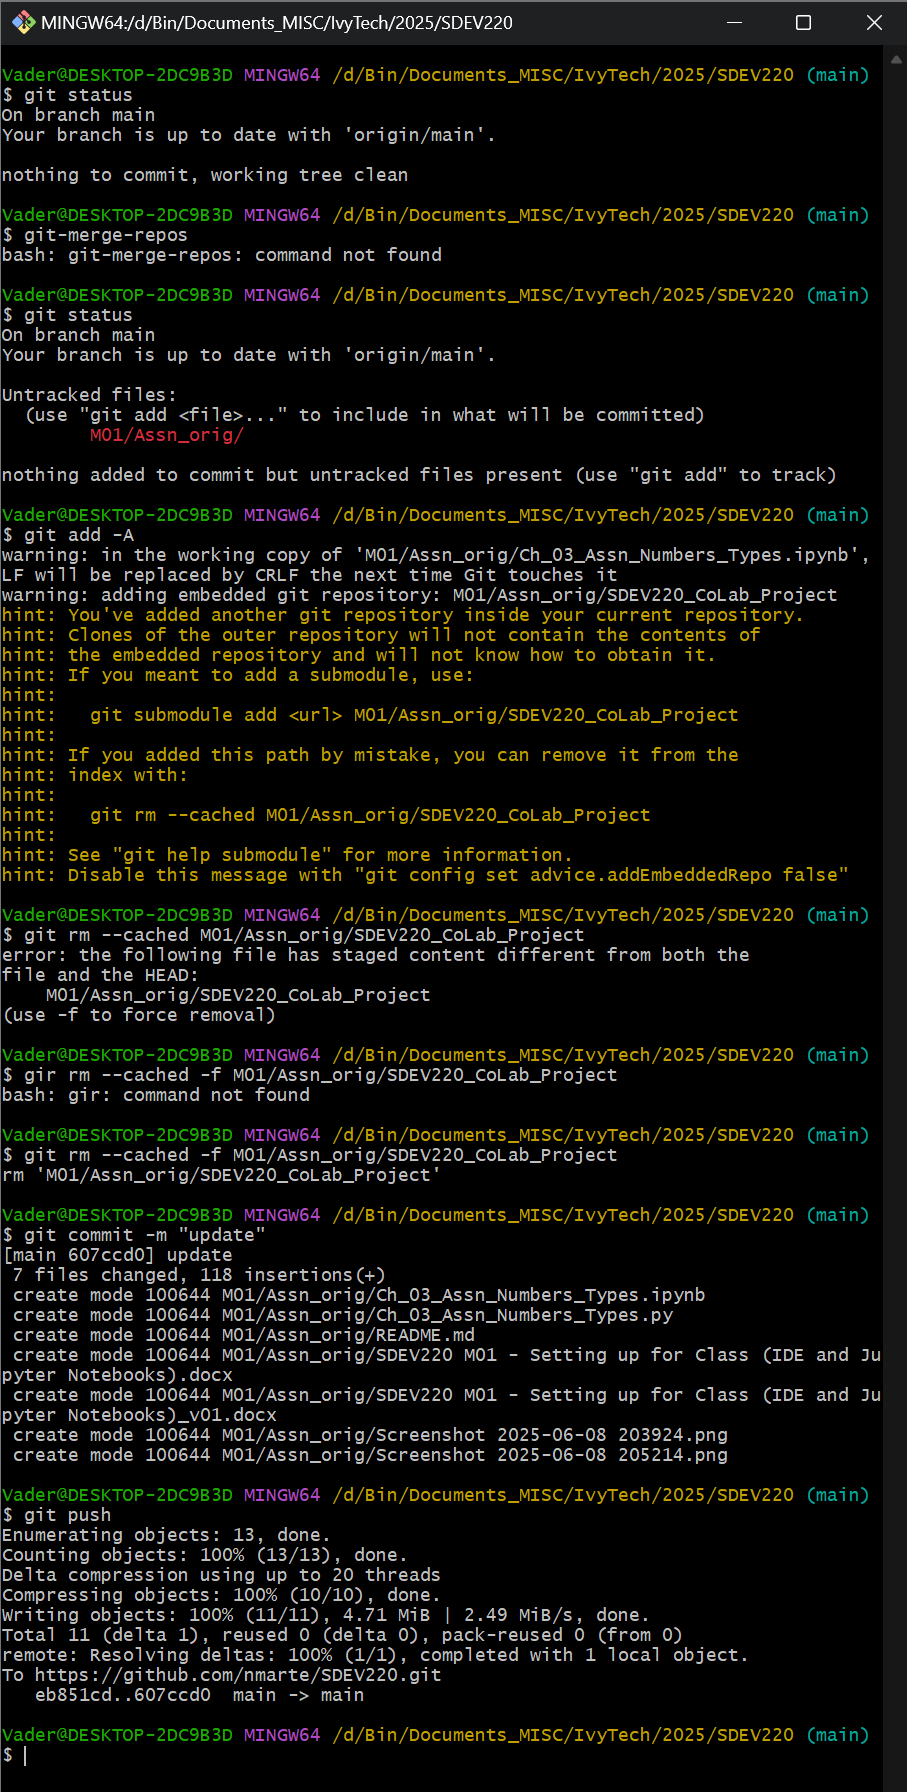 MINGW64:/d/Bin/Documents_MISC/IvyTech/2025/SDEV220
Vader@DESKTOP-2DC9B3D MINGW64 /d/Bin/Documents_MISC/IvyTech/2025/SDEV220 (main)
$ git status
On branch main
Your branch is up to date with 'origin/main'.
nothing to commit, working tree clean
Vader@DESKTOP-2DC9B3D MINGW64 /d/Bin/Documents_MISC/IvyTech/2025/SDEV220 (main)
$ git-merge-repos
bash: git-merge-repos: command not found
Vader@DESKTOP-2DC9B3D MINGW64 /d/Bin/Documents_MISC/IvyTech/2025/SDEV220 (main)
$ git status
On branch main
Your branch is up to date with 'origin/main'.
Untracked files:
  (use "git add <file>..." to include in what will be committed)
        M01/Assn_orig/
nothing added to commit but untracked files present (use "git add" to track)
Vader@DESKTOP-2DC9B3D MINGW64 /d/Bin/Documents_MISC/IvyTech/2025/SDEV220 (main)
$ git add -A
warning: in the working copy of 'M01/Assn_orig/Ch_03_Assn_Numbers_Types.ipynb',
LF will be replaced by CRLF the next time Git touches it
warning: adding embedded git repository: M01/Assn_orig/SDEV220_CoLab_Project
hint: You've added another git repository inside your current repository.
hint: Clones of the outer repository will not contain the contents of
hint: the embedded repository and will not know how to obtain it.
hint: If you meant to add a submodule, use:
hint:
hint:   git submodule add <url> M01/Assn_orig/SDEV220_CoLab_Project
hint:
hint: If you added this path by mistake, you can remove it from the
hint: index with:
hint:
hint:   git rm --cached M01/Assn_orig/SDEV220_CoLab_Project
hint:
hint: See "git help submodule" for more information.
hint: Disable this message with "git config set advice.addEmbeddedRepo false"
Vader@DESKTOP-2DC9B3D MINGW64 /d/Bin/Documents_MISC/IvyTech/2025/SDEV220 (main)
$ git rm --cached M01/Assn_orig/SDEV220_CoLab_Project
error: the following file has staged content different from both the
file and the HEAD:
    M01/Assn_orig/SDEV220_CoLab_Project
(use -f to force removal)
Vader@DESKTOP-2DC9B3D MINGW64 /d/Bin/Documents_MISC/IvyTech/2025/SDEV220 (main)
$ gir rm --cached -f M01/Assn_orig/SDEV220_CoLab_Project
bash: gir: command not found
Vader@DESKTOP-2DC9B3D MINGW64 /d/Bin/Documents_MISC/IvyTech/2025/SDEV220 (main)
$ git rm --cached -f M01/Assn_orig/SDEV220_CoLab_Project
rm 'M01/Assn_orig/SDEV220_CoLab_Project'
Vader@DESKTOP-2DC9B3D MINGW64 /d/Bin/Documents_MISC/IvyTech/2025/SDEV220 (main)
$ git commit -m "update"
[main 607ccd0] update
 7 files changed, 118 insertions(+)
 create mode 100644 M01/Assn_orig/Ch_03_Assn_Numbers_Types.ipynb
 create mode 100644 M01/Assn_orig/Ch_03_Assn_Numbers_Types.py
 create mode 100644 M01/Assn_orig/README.md
 create mode 100644 M01/Assn_orig/SDEV220 M01 - Setting up for Class (IDE and Ju
pyter Notebooks).docx
 create mode 100644 M01/Assn_orig/SDEV220 M01 - Setting up for Class (IDE and Ju
pyter Notebooks)_v01.docx
 create mode 100644 M01/Assn_orig/Screenshot 2025-06-08 203924.png
 create mode 100644 M01/Assn_orig/Screenshot 2025-06-08 205214.png
Vader@DESKTOP-2DC9B3D MINGW64 /d/Bin/Documents_MISC/IvyTech/2025/SDEV220 (main)
$ git push
Enumerating objects: 13, done.
Counting objects: 100% (13/13), done.
Delta compression using up to 20 threads
Compressing objects: 100% (10/10), done.
Writing objects: 100% (11/11), 4.71 MiB | 2.49 MiB/s, done.
Total 11 (delta 1), reused 0 (delta 0), pack-reused 0 (from 0)
remote: Resolving deltas: 100% (1/1), completed with 1 local object.
To https://github.com/nmarte/SDEV220.git
   eb851cd..607ccd0  main -> main
Vader@DESKTOP-2DC9B3D MINGW64 /d/Bin/Documents_MISC/IvyTech/2025/SDEV220 (main)
$